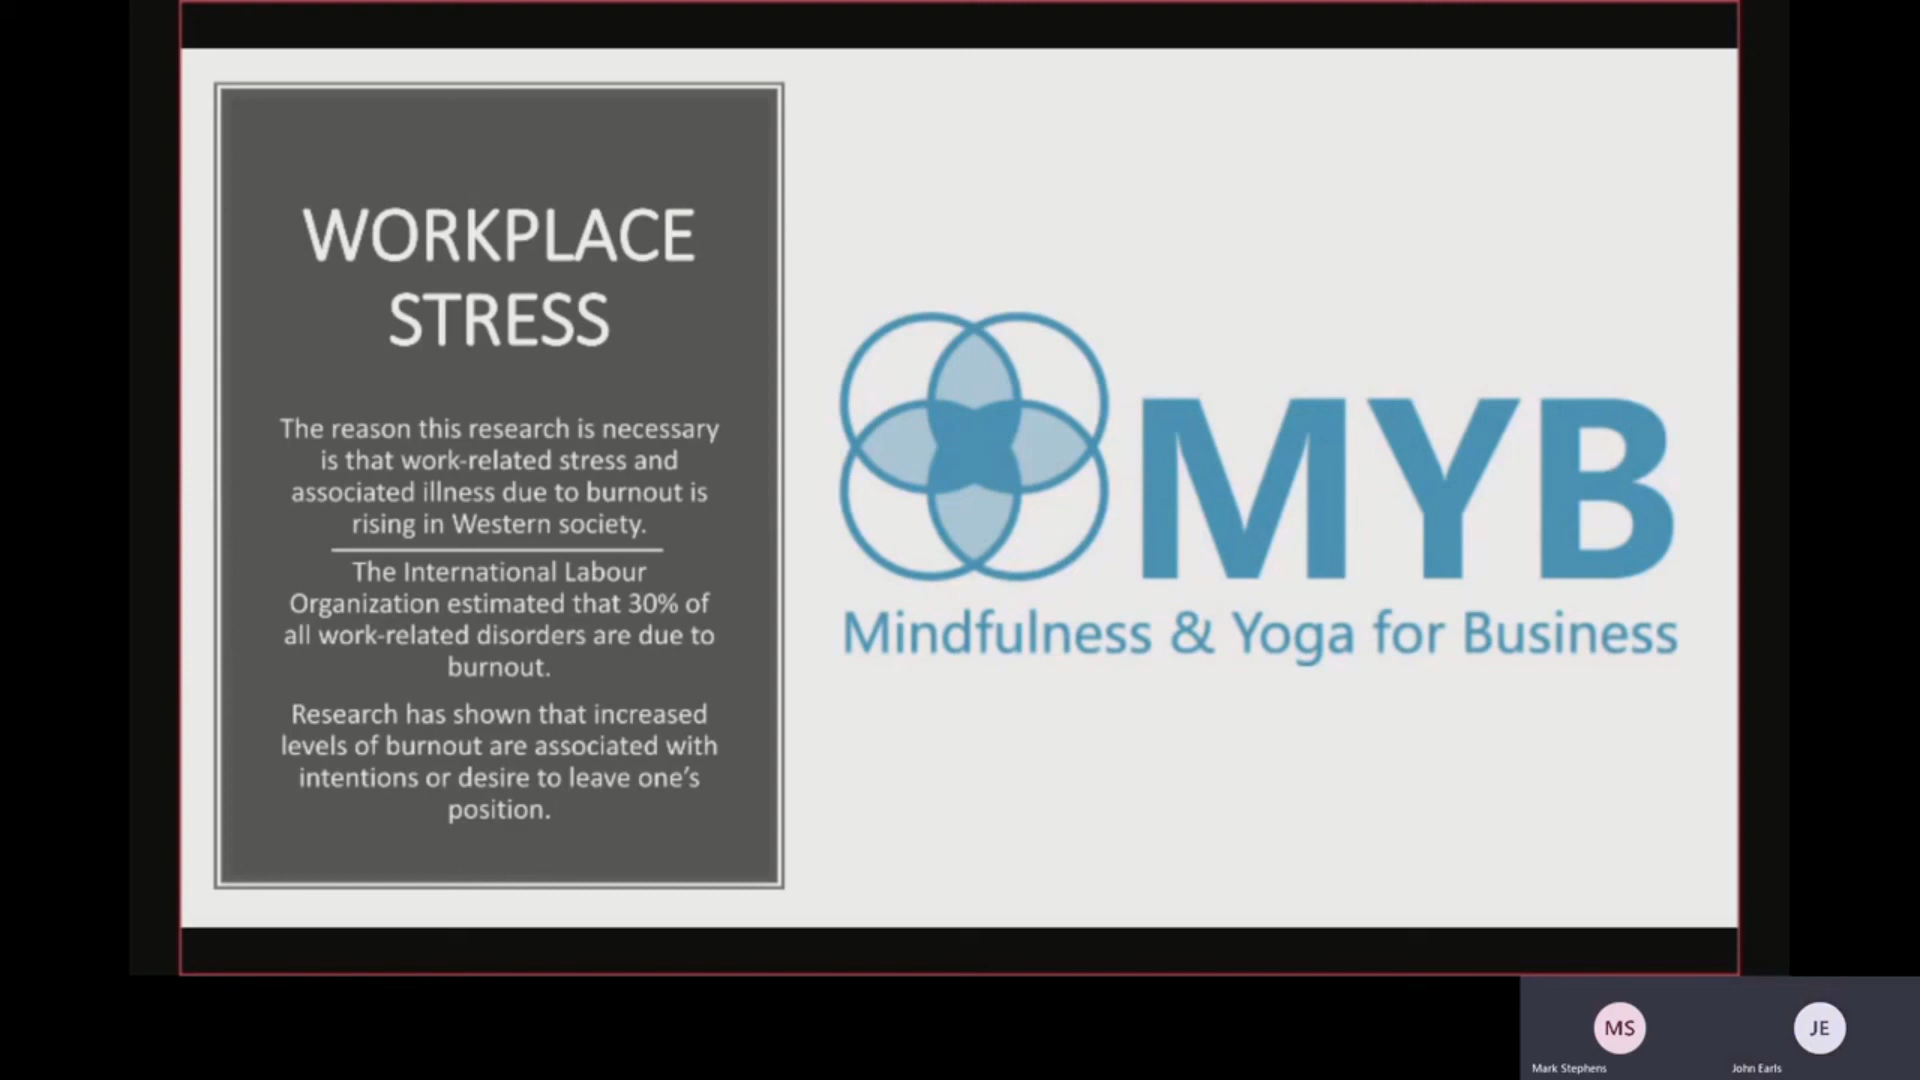 WORKPLACE
STRESS
The reason this research is necessary
is that work-related stress and
associated illness due to burnout is
rising in Western society.
The International Labour
Organization estimated that 30% of
all work-related disorders are due to
burnout.
Research has shown that increased
levels of burnout are associated with
intentions or desire to leave one's
position.
MYB
Mindfulness & Yoga for Business
MS
Mark Stephens
JE
John Earls